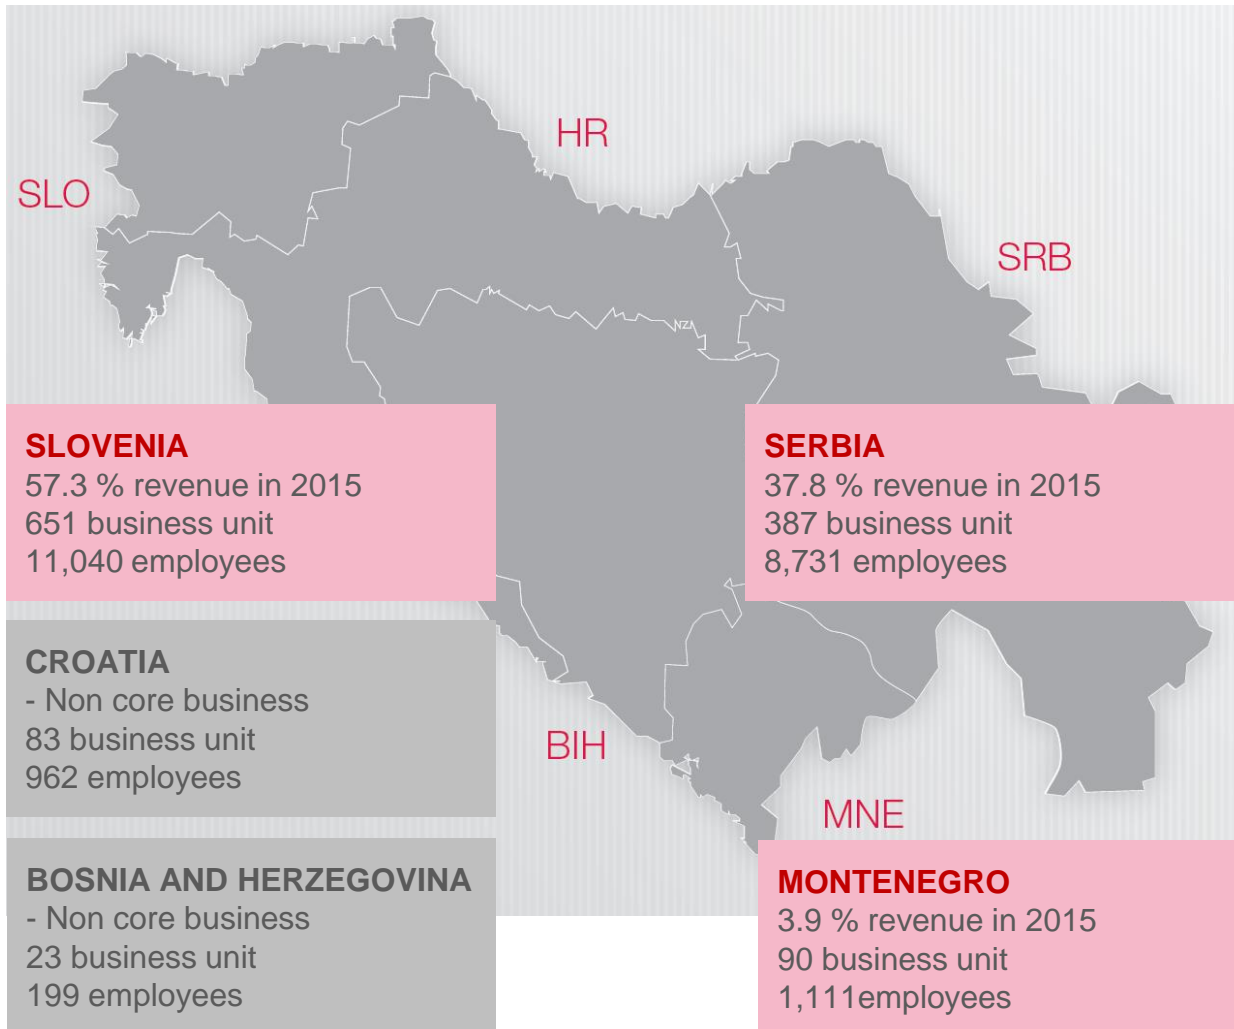 HR
SLO
SRB
SLOVENIA
57.3 % revenue in 2015
651 business unit
11,040 employees
SERBIA
37.8 % revenue in 2015
387 business unit
8,731 employees
CROATIA
- Non core business
83 business unit
962 employees
BIH
MNE
BOSNIA AND HERZEGOVINA
- Non core business
23 business unit
199 employees
MONTENEGRO
3.9 % revenue in 2015
90 business unit
1,111employees